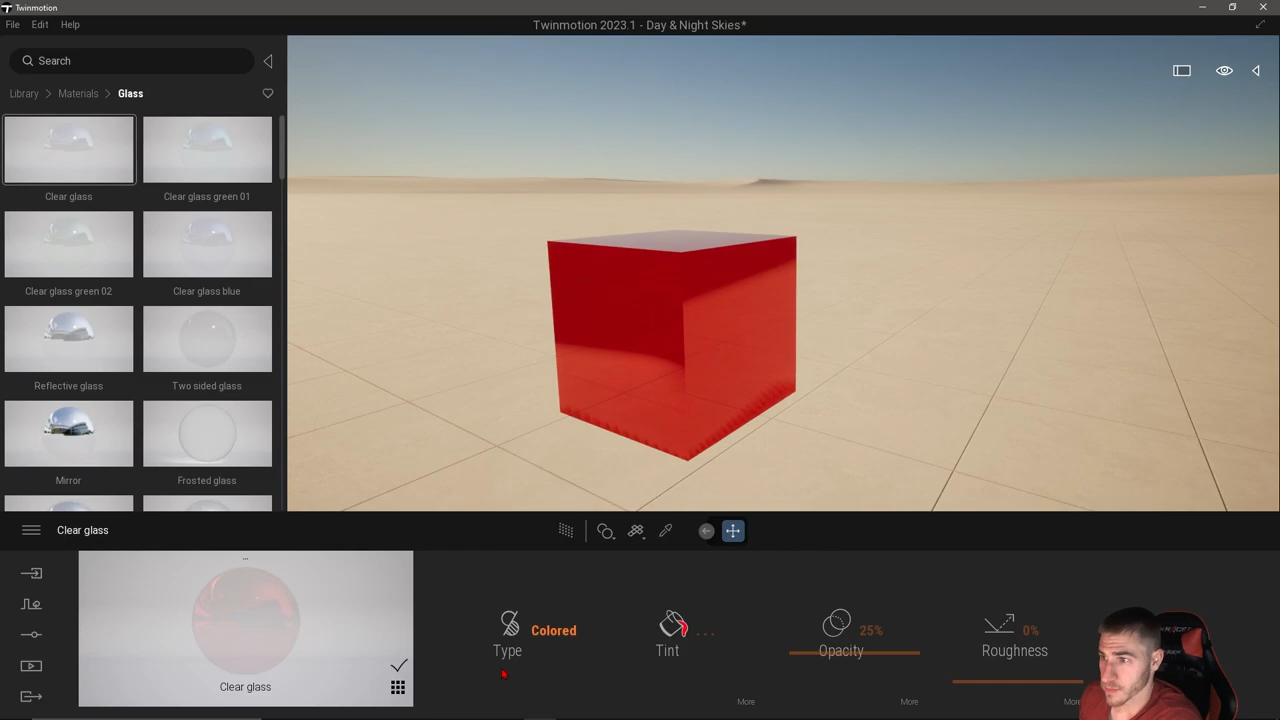 Twinmotion
File Edit Help
Twinmotion 2023.1 - Day & Night Skies*
Search
Library > Materials > Glass
Clear glass
Clear glass green 01
Clear glass green 02
Clear glass blue
Reflective glass
Two sided glass
Mirror
Frosted glass
Clear glass
...
Clear glass
Type
Colored
Tint
...
Opacity
25%
Roughness
0%
More
More
More